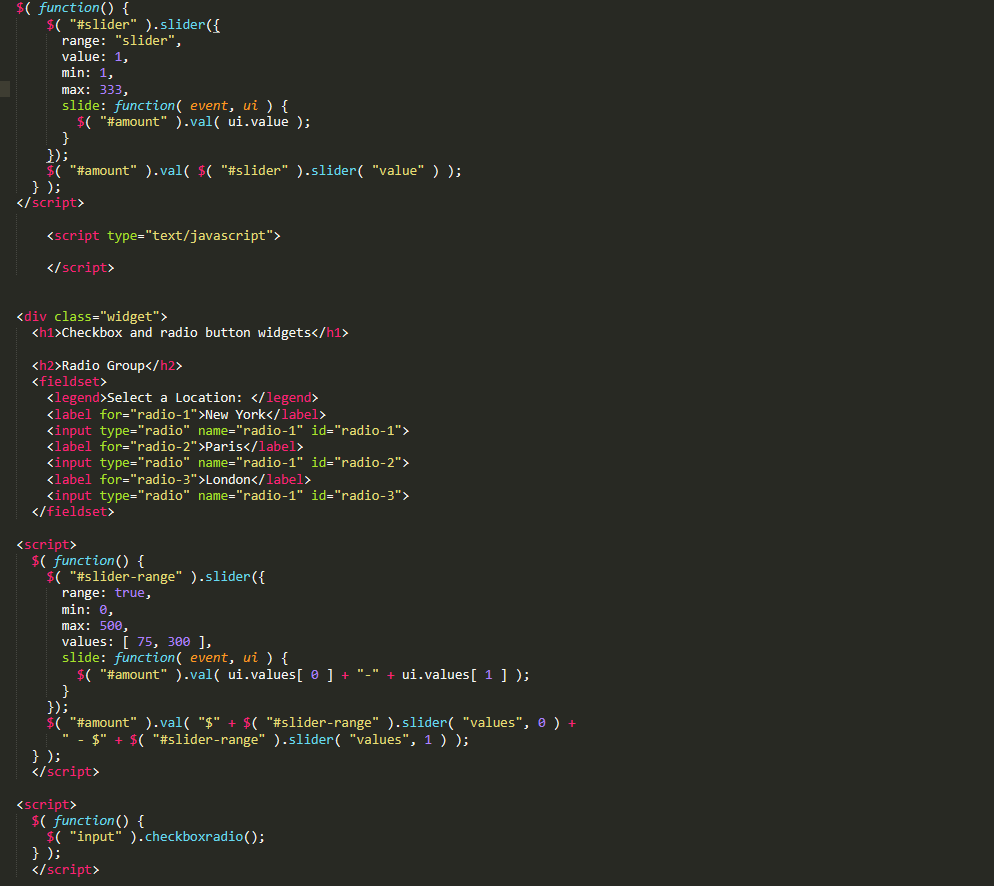 $( function() {
$( "#slider" ).slider({
range: "slider",
value: 1,
min: 1,
max: 333,
slide: function( event, ui ) {
$( "#amount" ).val( ui.value );
}
});
$( "#amount" ).val( $( "#slider" ).slider( "value" ) );
} );
</script>
<script type="text/javascript">
</script>
<div class="widget">
<h1>Checkbox and radio button widgets</h1>
<h2>Radio Group</h2>
<fieldset>
<legend>Select a Location: </legend>
<label for="radio-1">New York</label>
<input type="radio" name="radio-1" id="radio-1">
<label for="radio-2">Paris</label>
<input type="radio" name="radio-1" id="radio-2">
<label for="radio-3">London</label>
<input type="radio" name="radio-1" id="radio-3">
</fieldset>
<script>
$( function() {
$( "#slider-range" ).slider({
range: true,
min: 0,
max: 500,
values: [ 75, 300 ],
slide: function( event, ui ) {
$( "#amount" ).val( ui.values[ 0 ] + "-" + ui.values[ 1 ] );
}
});
$( "#amount" ).val( "$" + $( "#slider-range" ).slider( "values", 0 ) +
" - $" + $( "#slider-range" ).slider( "values", 1 ) );
} );
</script>
<script>
$( function() {
$( "input" ).checkboxradio();
} );
</script>